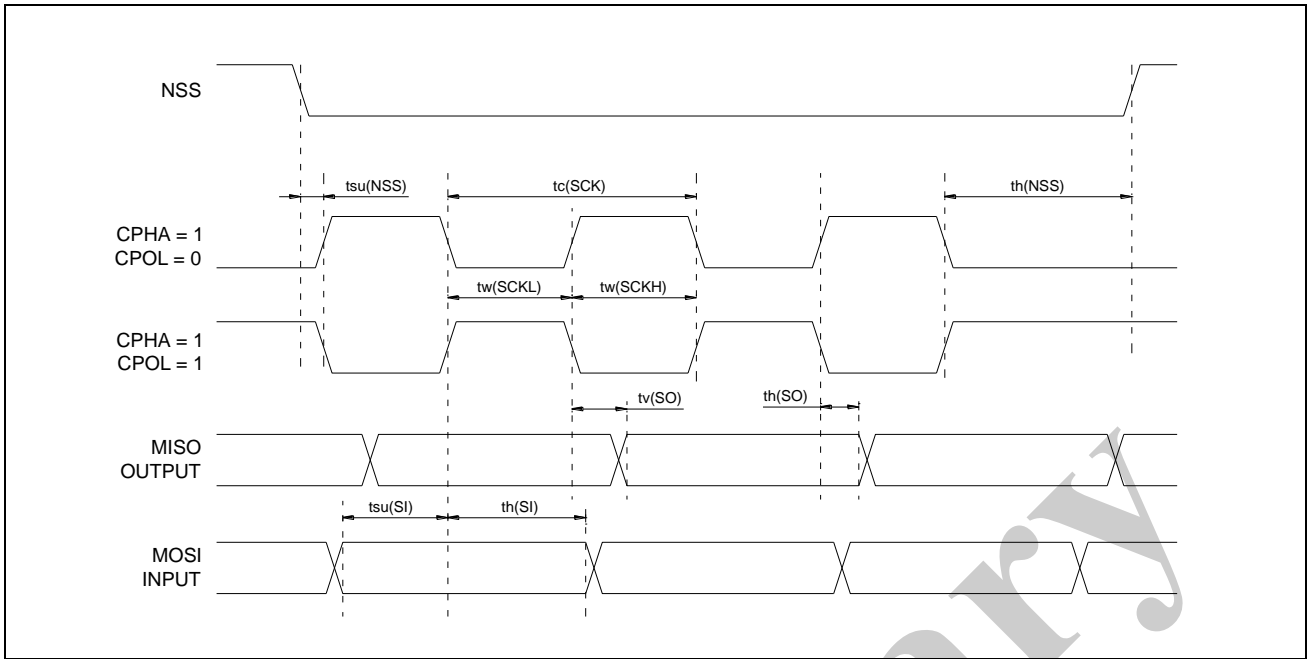 NSS
tsu(NSS)
tc(SCK)
th(NSS)
CPHA = 1
CPOL = 0
tw(SCKL)
tw(SCKH)
CPHA = 1
CPOL = 1
tv(SO)
th(SO)
MISO
OUTPUT
tsu(SI)
th(SI)
MOSI
INPUT